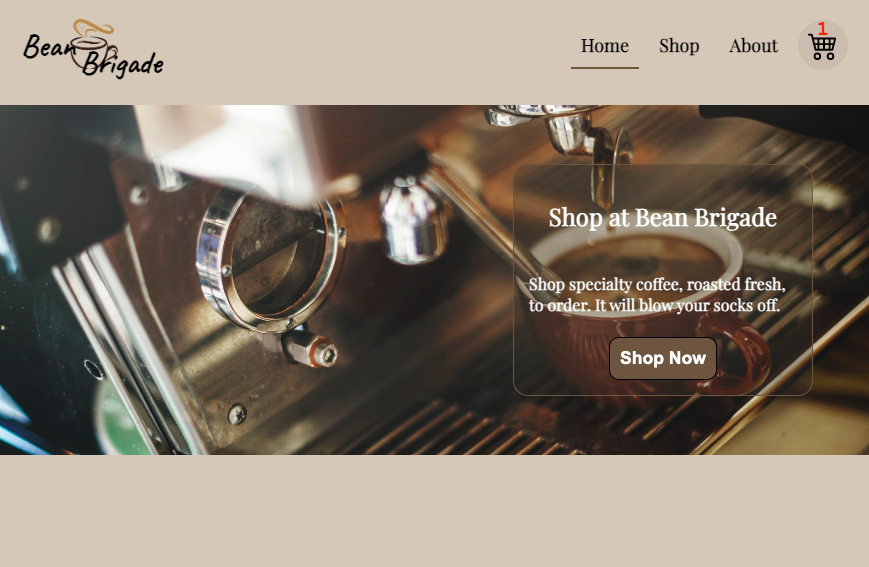 Bean
Brigade
Home
Shop
About
1
Shop at Bean Brigade
Shop specialty coffee, roasted fresh,
to order. It will blow your socks off.
Shop Now